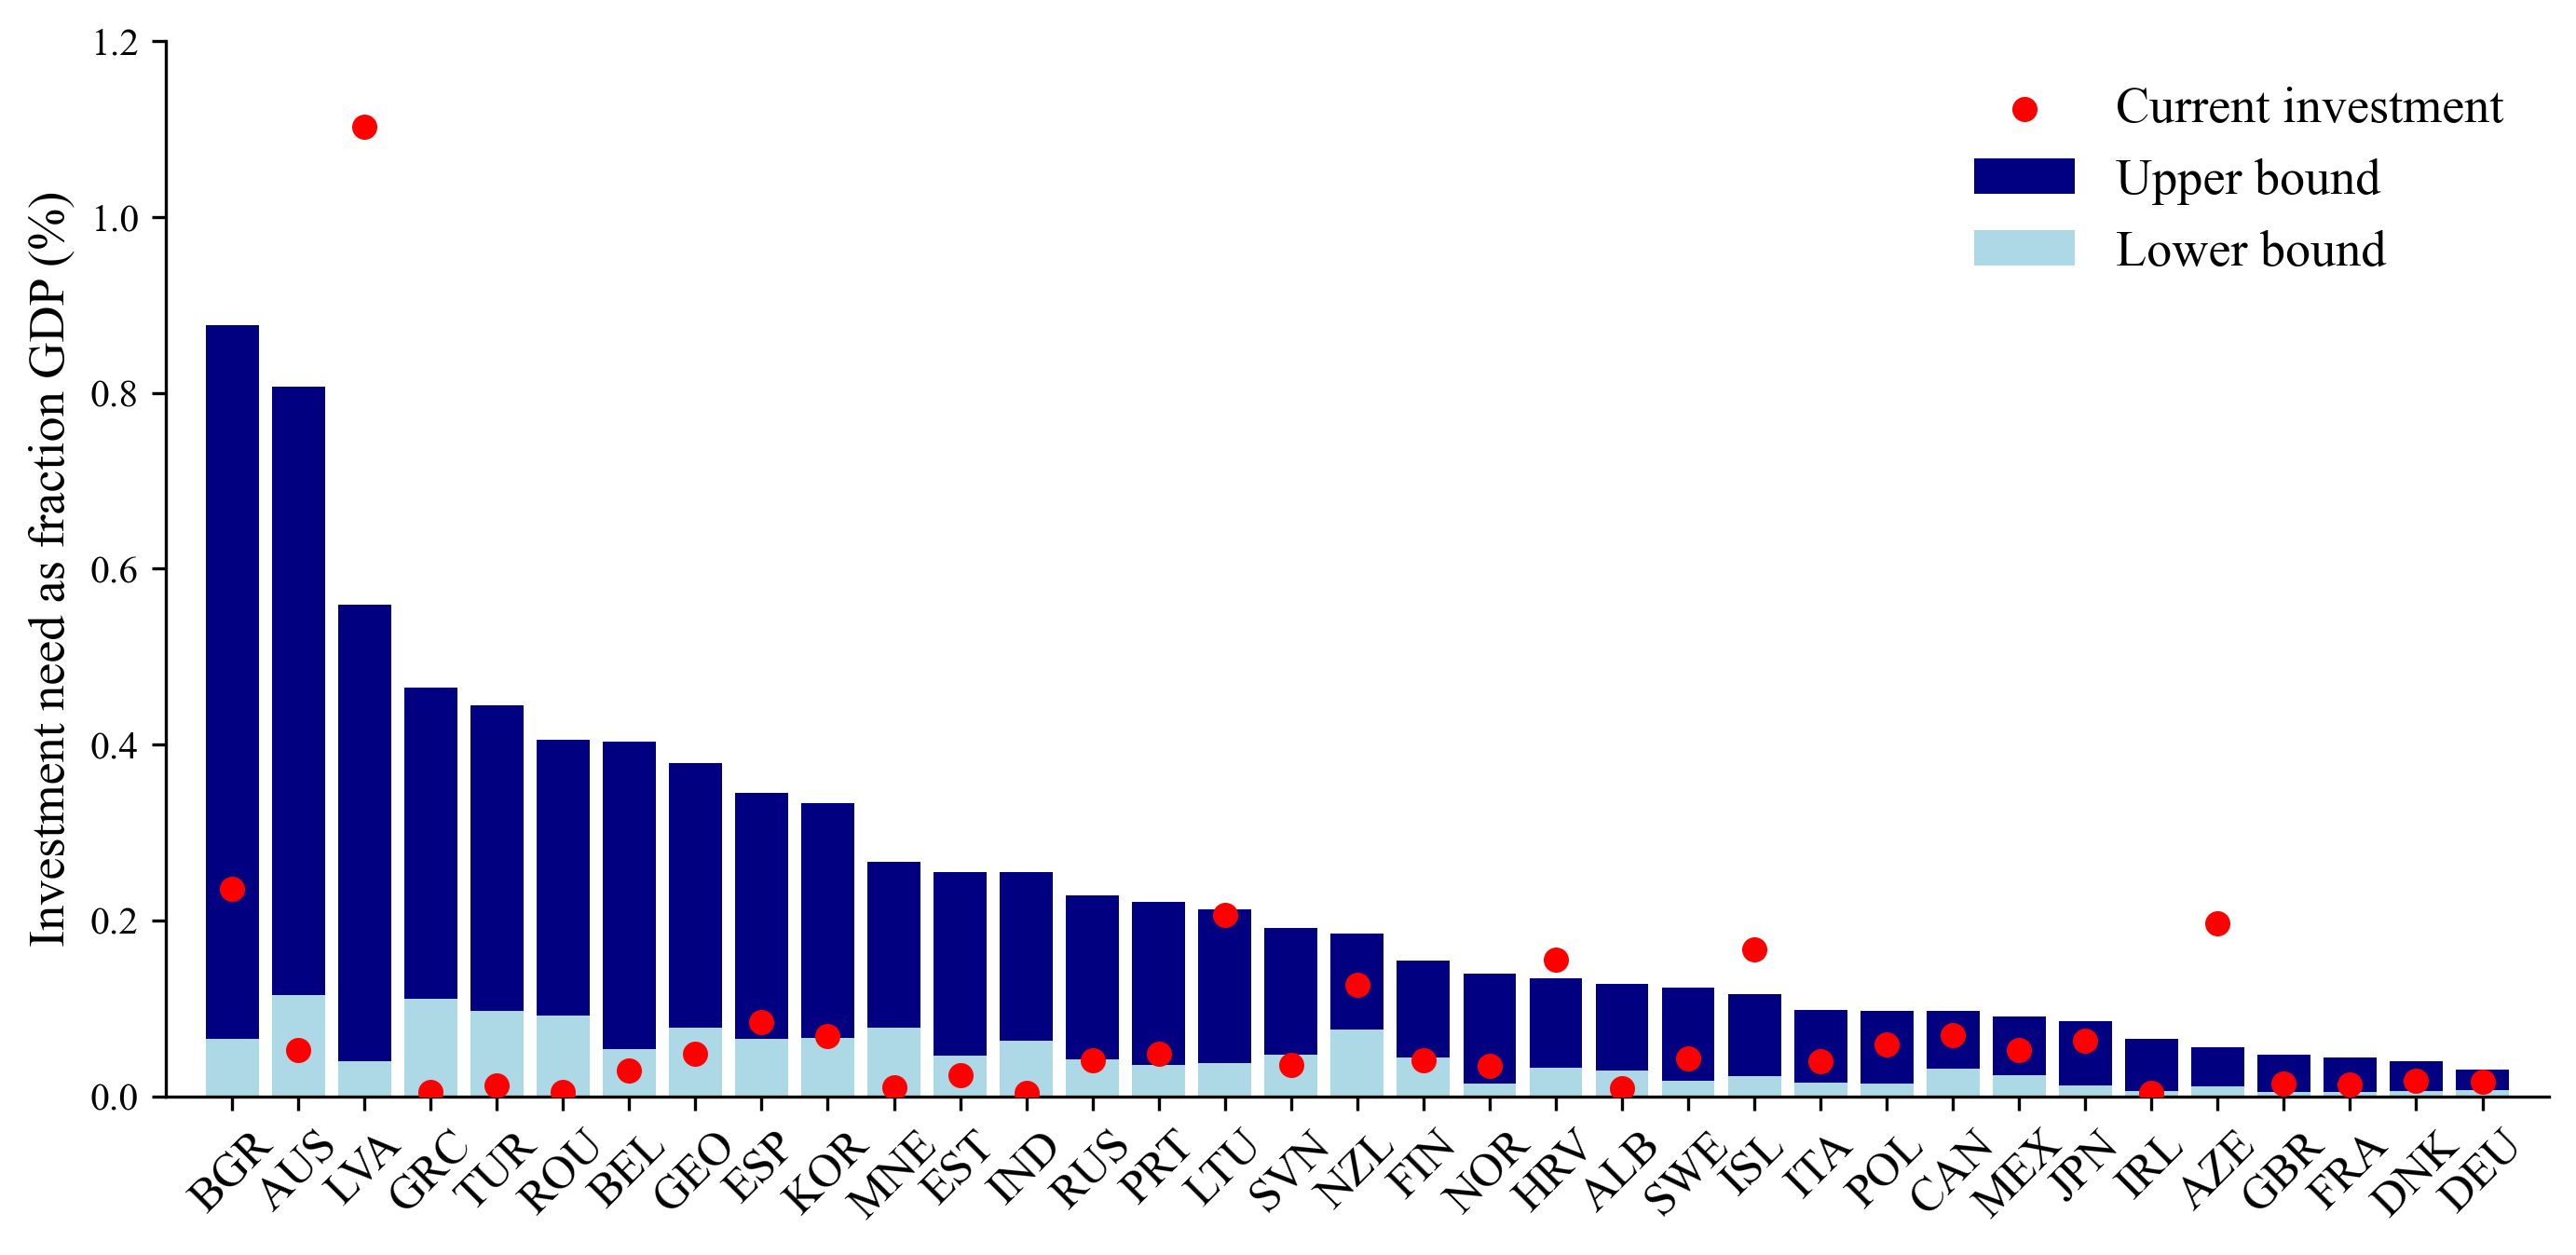 Investment need as fraction GDP (%)
1.2
1.0
0.8
0.6
0.4
0.2
0.0
Current investment
Upper bound
Lower bound
BGR
AUS
LVA
GRC
TUR
ROU
BEL
GEO
ESP
KOR
MNE
EST
IND
RUS
PRT
LTU
SVN
NZL
FIN
NOR
HRV
ALB
SWE
ISL
ITA
POL
CAN
MEX
JPN
IRL
AZE
GBR
FRA
DNK
DEU